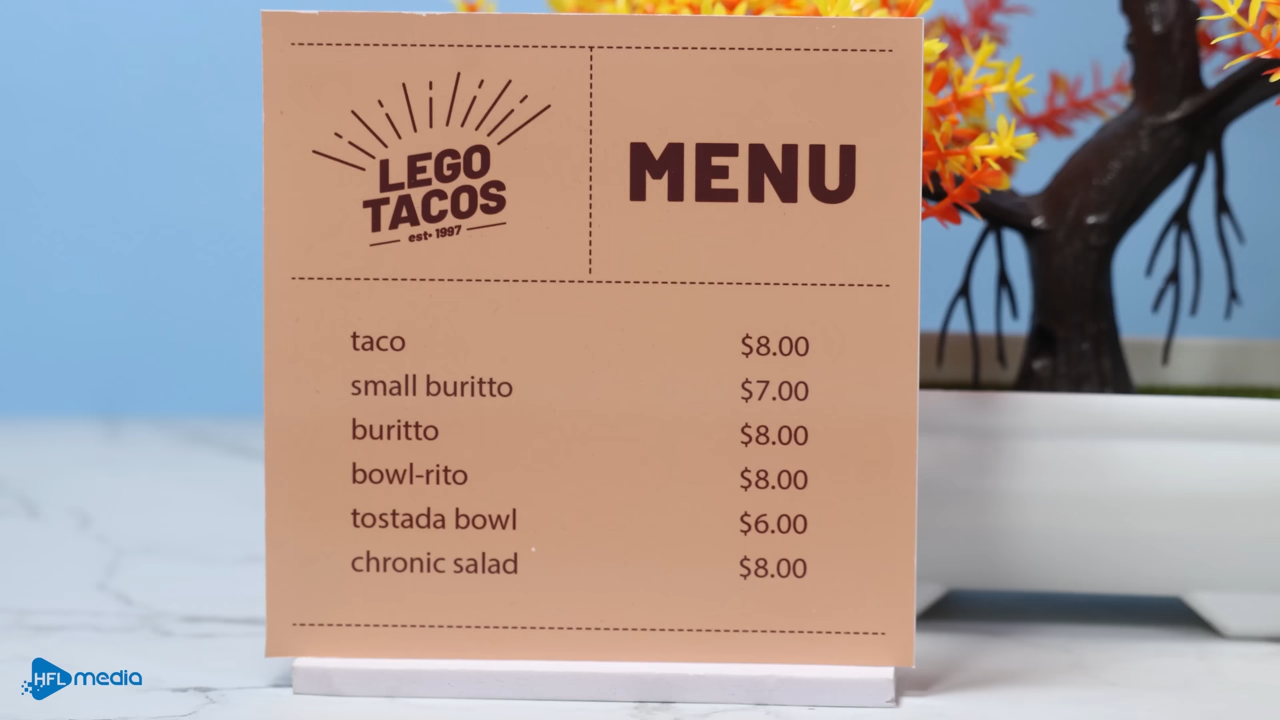 LEGO
TACOS
est• 1997
MENU
taco $8.00
small buritto $7.00
buritto $8.00
bowl-rito $8.00
tostada bowl $6.00
chronic salad $8.00
HFL media